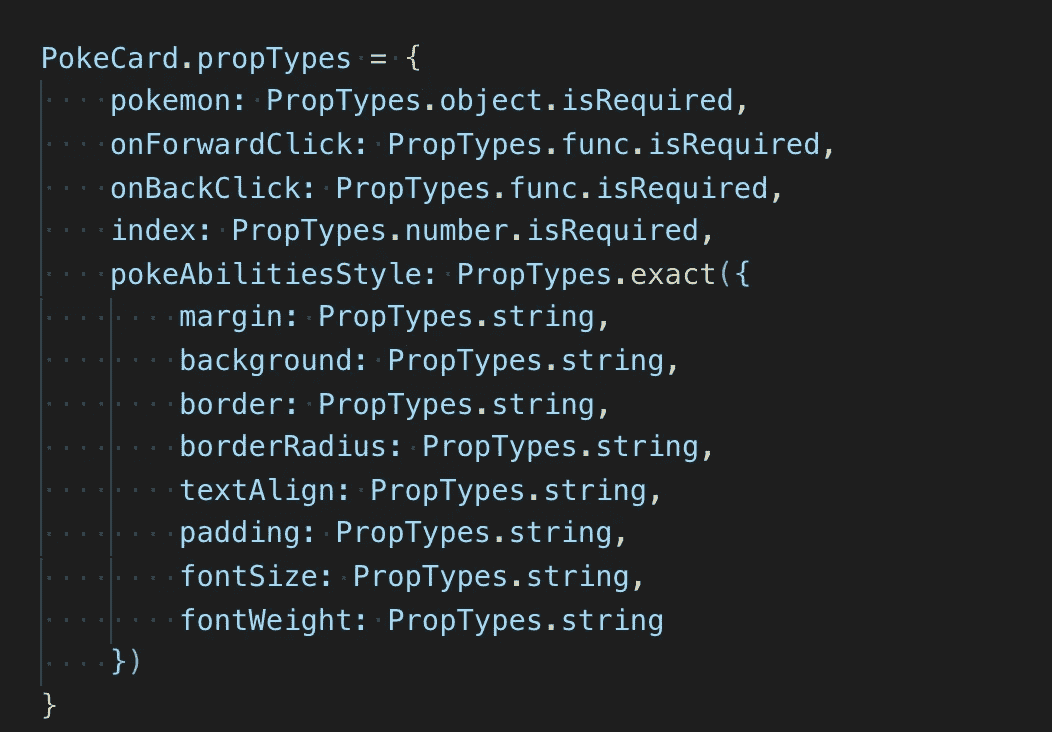 PokeCard.propTypes = {
    pokemon: PropTypes.object.isRequired,
    onForwardClick: PropTypes.func.isRequired,
    onBackClick: PropTypes.func.isRequired,
    index: PropTypes.number.isRequired,
    pokeAbilitiesStyle: PropTypes.exact({
        margin: PropTypes.string,
        background: PropTypes.string,
        border: PropTypes.string,
        borderRadius: PropTypes.string,
        textAlign: PropTypes.string,
        padding: PropTypes.string,
        fontSize: PropTypes.string,
        fontWeight: PropTypes.string
    })
}